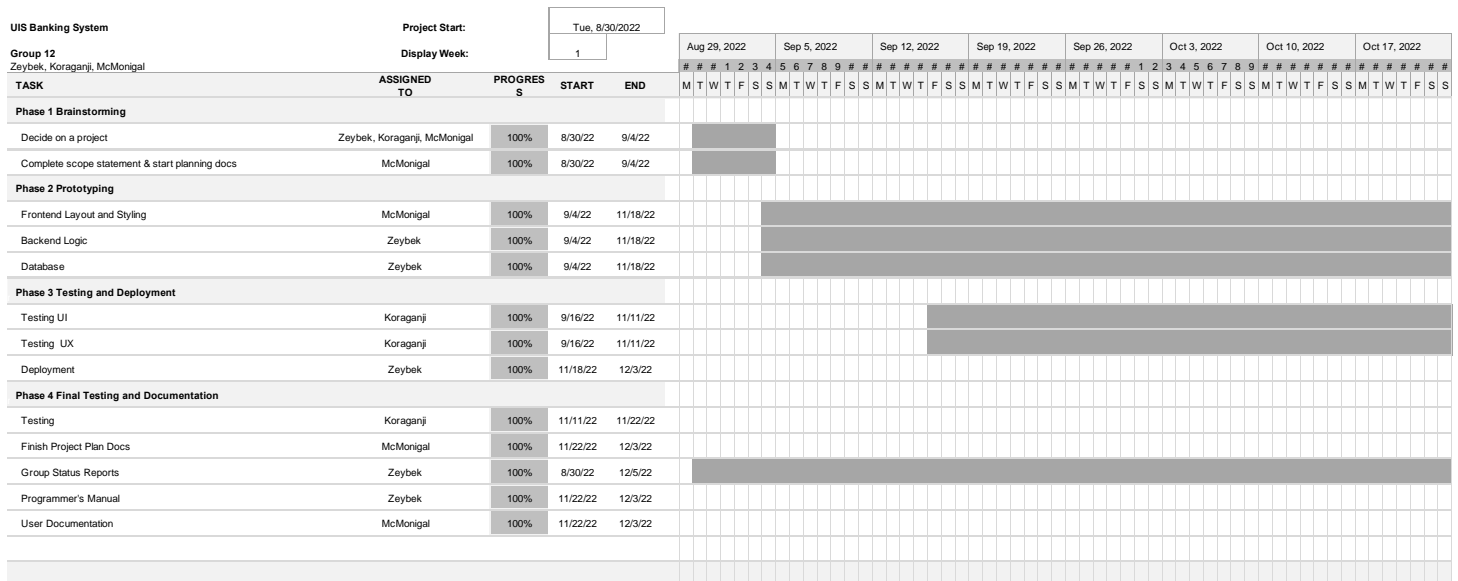 UIS Banking System Project Start: Tue, 8/30/2022
Group 12 Display Week: 1 Aug 29, 2022 Sep 5, 2022 Sep 12, 2022 Sep 19, 2022 Sep 26, 2022 Oct 3, 2022 Oct 10, 2022 Oct 17, 2022
Zeybek, Koraganji, McMonigal # # # 1 2 3 4 5 6 7 8 9 # # # # # # # # # # # # # # # # # # # # # 1 2 3 4 5 6 7 8 9 # # # # # # # # # # # # # #
TASK ASSIGNED TO PROGRESS START END M T W T F S S M T W T F S S M T W T F S S M T W T F S S M T W T F S S M T W T F S S M T W T F S S M T W T F S S
Phase 1 Brainstorming
Decide on a project Zeybek, Koraganji, McMonigal 100% 8/30/22 9/4/22
Complete scope statement & start planning docs McMonigal 100% 8/30/22 9/4/22
Phase 2 Prototyping
Frontend Layout and Styling McMonigal 100% 9/4/22 11/18/22
Backend Logic Zeybek 100% 9/4/22 11/18/22
Database Zeybek 100% 9/4/22 11/18/22
Phase 3 Testing and Deployment
Testing UI Koraganji 100% 9/16/22 11/11/22
Testing UX Koraganji 100% 9/16/22 11/11/22
Deployment Zeybek 100% 11/18/22 12/3/22
Phase 4 Final Testing and Documentation
Testing Koraganji 100% 11/11/22 11/22/22
Finish Project Plan Docs McMonigal 100% 11/22/22 12/3/22
Group Status Reports Zeybek 100% 8/30/22 12/5/22
Programmer's Manual Zeybek 100% 11/22/22 12/3/22
User Documentation McMonigal 100% 11/22/22 12/3/22